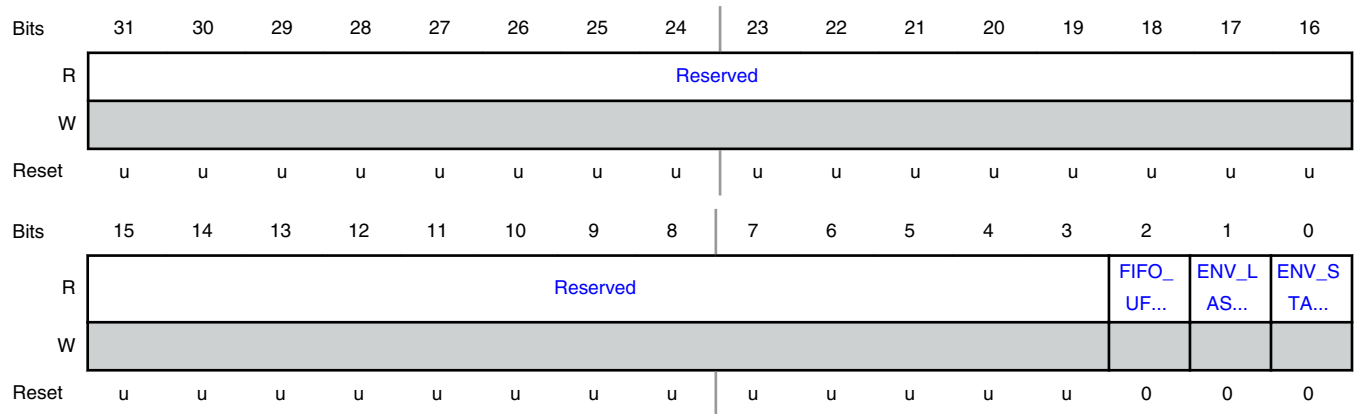 Bits 31 30 29 28 27 26 25 24 23 22 21 20 19 18 17 16
R Reserved
W
Reset u u u u u u u u u u u u u u u u
Bits 15 14 13 12 11 10 9 8 7 6 5 4 3 2 1 0
R Reserved FIFO_ ENV_L ENV_S
UF... AS... TA...
W
Reset u u u u u u u u u u u u u 0 0 0